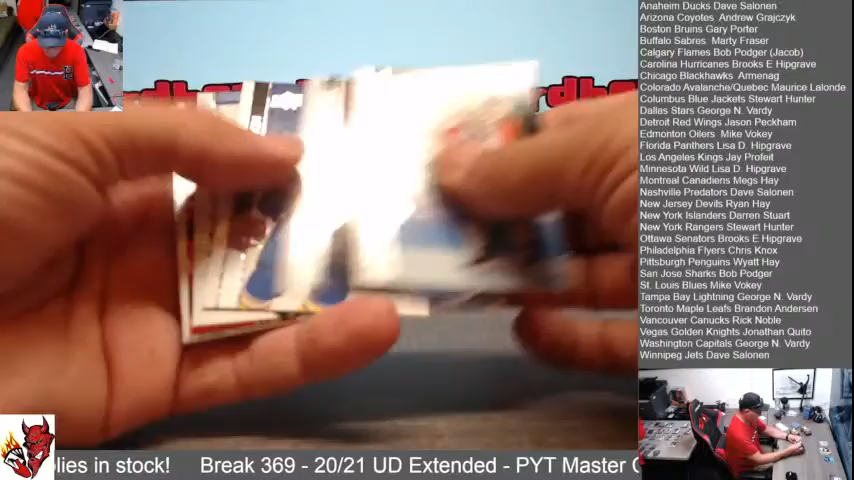 Anaheim Ducks Dave Salonen
Arizona Coyotes Andrew Grajczyk
Boston Bruins Gary Porter
Buffalo Sabres Marty Fraser
Calgary Flames Bob Podger (Jacob)
Carolina Hurricanes Brooks E Hipgrave
Chicago Blackhawks Armenag
Colorado Avalanche/Quebec Maurice Lalonde
Columbus Blue Jackets Stewart Hunter
Dallas Stars George N. Vardy
Detroit Red Wings Jason Peckham
Edmonton Oilers Mike Vokey
Florida Panthers Lisa D. Hipgrave
Los Angeles Kings Jay Profeit
Minnesota Wild Lisa D. Hipgrave
Montreal Canadiens Megs Hay
Nashville Predators Dave Salonen
New Jersey Devils Ryan Hay
New York Islanders Darren Stuart
New York Rangers Stewart Hunter
Ottawa Senators Brooks E Hipgrave
Philadelphia Flyers Chris Knox
Pittsburgh Penguins Wyatt Hay
San Jose Sharks Bob Podger
St. Louis Blues Mike Vokey
Tampa Bay Lightning George N. Vardy
Toronto Maple Leafs Brandon Andersen
Vancouver Canucks Rick Noble
Vegas Golden Knights Jonathan Quito
Washington Capitals George N. Vardy
Winnipeg Jets Dave Salonen
lies in stock! Break 369 - 20/21 UD Extended - PYT Master